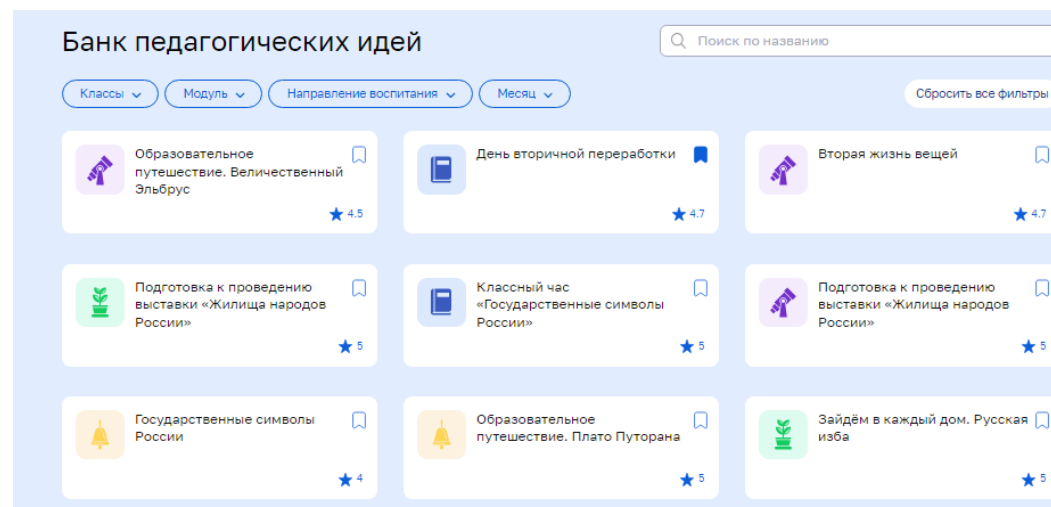 Банк педагогических идей
Поиск по названию
Классы
Модуль
Направление воспитания
Месяц
Сбросить все фильтры
Образовательное
путешествие. Величественный
Эльбрус
4.5
День вторичной переработки
4.7
Вторая жизнь вещей
4.7
Подготовка к проведению
выставки «Жилища народов
России»
5
Классный час
«Государственные символы
России»
5
Подготовка к проведению
выставки «Жилища народов
России»
5
Государственные символы
России
4
Образовательное
путешествие. Плато Путорана
5
Зайдём в каждый дом. Русская
изба
5